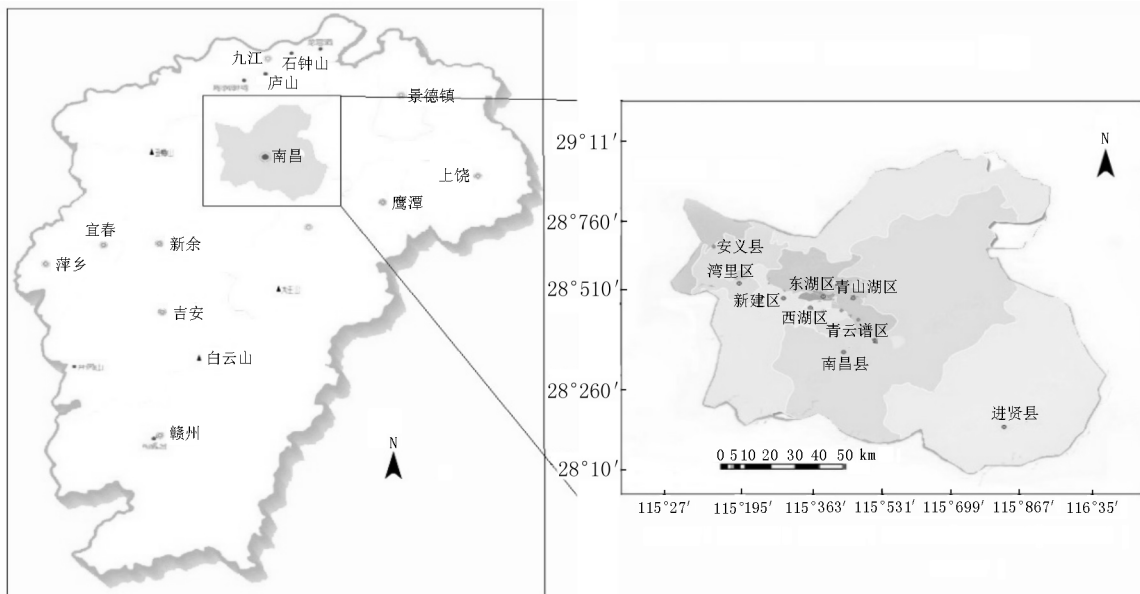 九江
石钟山
庐山
景德镇
南昌
上饶
鹰潭
宜春
新余
萍乡
吉安
白云山
赣州
N
29°11′
28°760′
28°510′
28°260′
28°10′
N
安义县
湾里区
东湖区 青山湖区
新建区
西湖区
青云谱区
南昌县
进贤县
0 5 10 20 30 40 50 km
115°27′ 115°195′ 115°363′ 115°531′ 115°699′ 115°867′ 116°35′